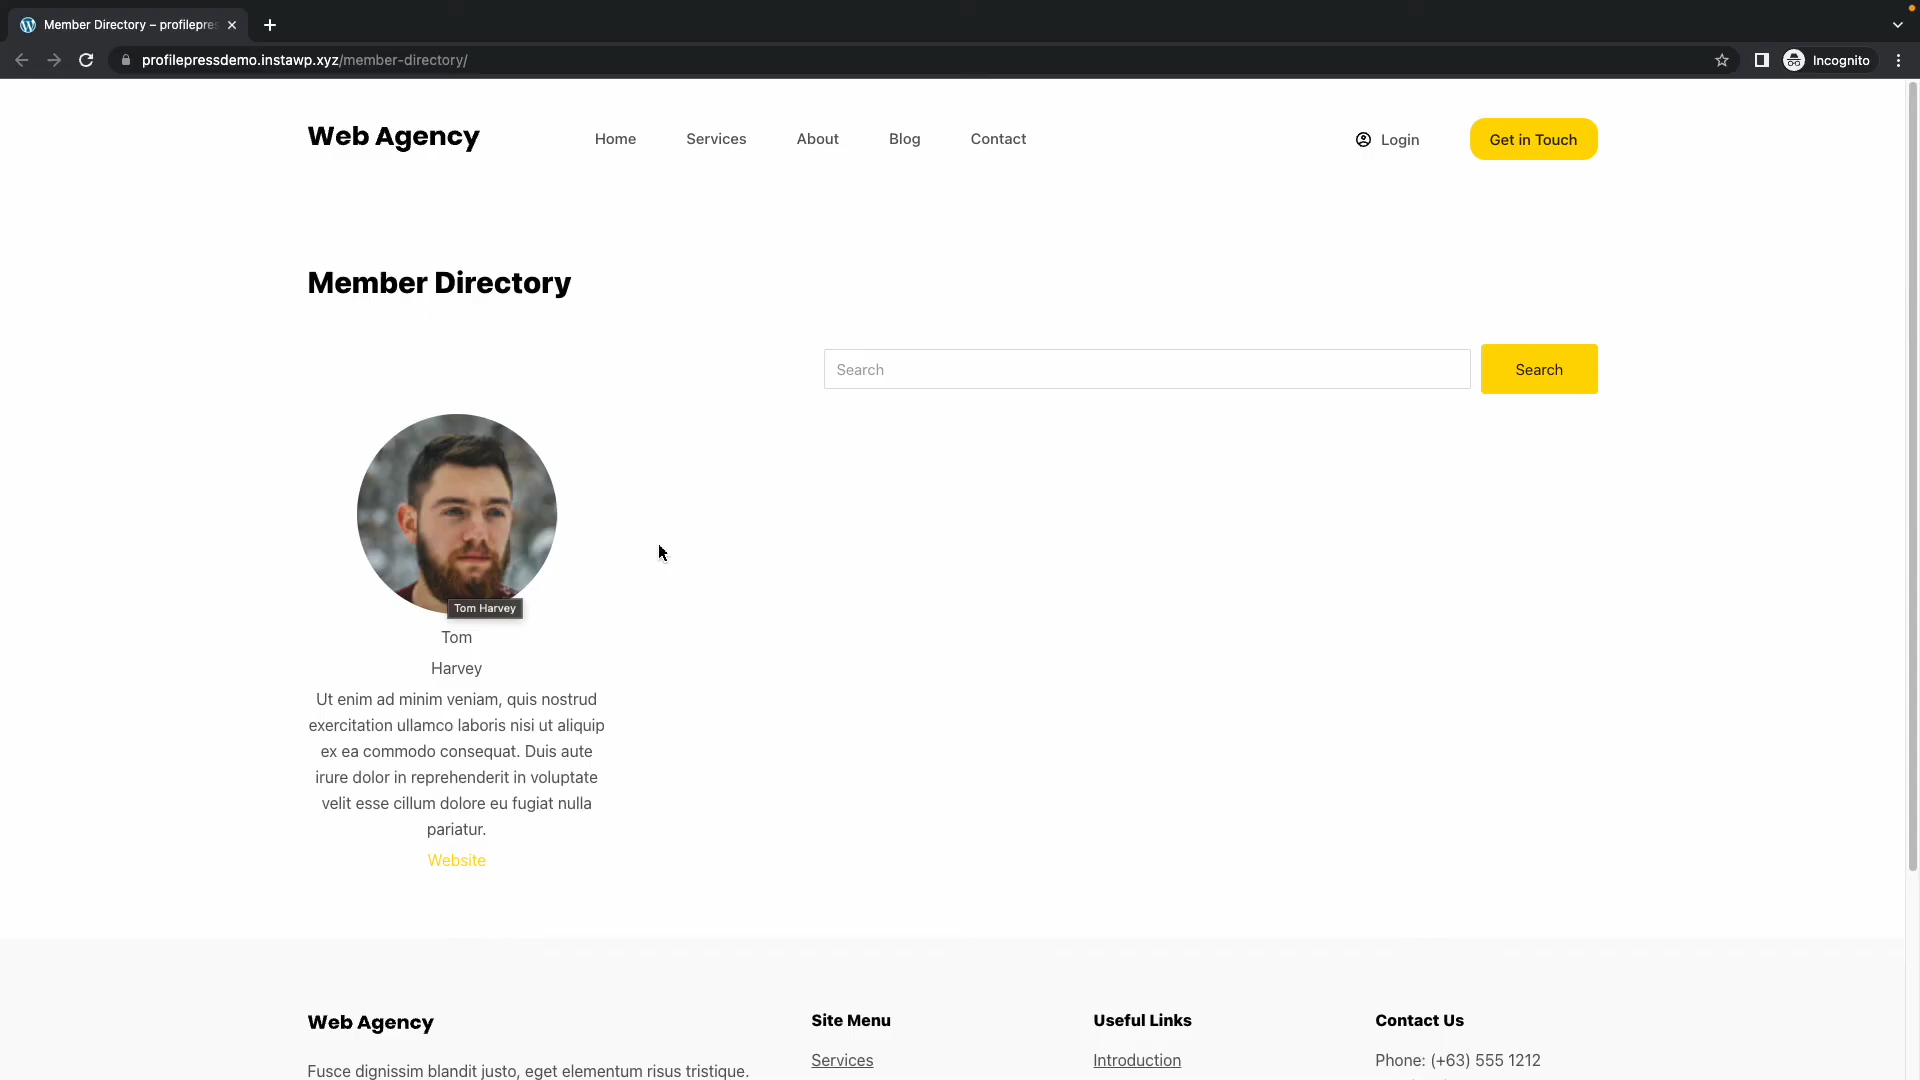 Member Directory – profilepres
profilepressdemo.instawp.xyz/member-directory/
Incognito
Web Agency
Home
Services
About
Blog
Contact
Login
Get in Touch
Member Directory
Search
Search
Tom Harvey
Tom
Harvey
Ut enim ad minim veniam, quis nostrud
exercitation ullamco laboris nisi ut aliquip
ex ea commodo consequat. Duis aute
irure dolor in reprehenderit in voluptate
velit esse cillum dolore eu fugiat nulla
pariatur.
Website
Web Agency
Fusce dignissim blandit justo, eget elementum risus tristique.
Site Menu
Services
Useful Links
Introduction
Contact Us
Phone: (+63) 555 1212